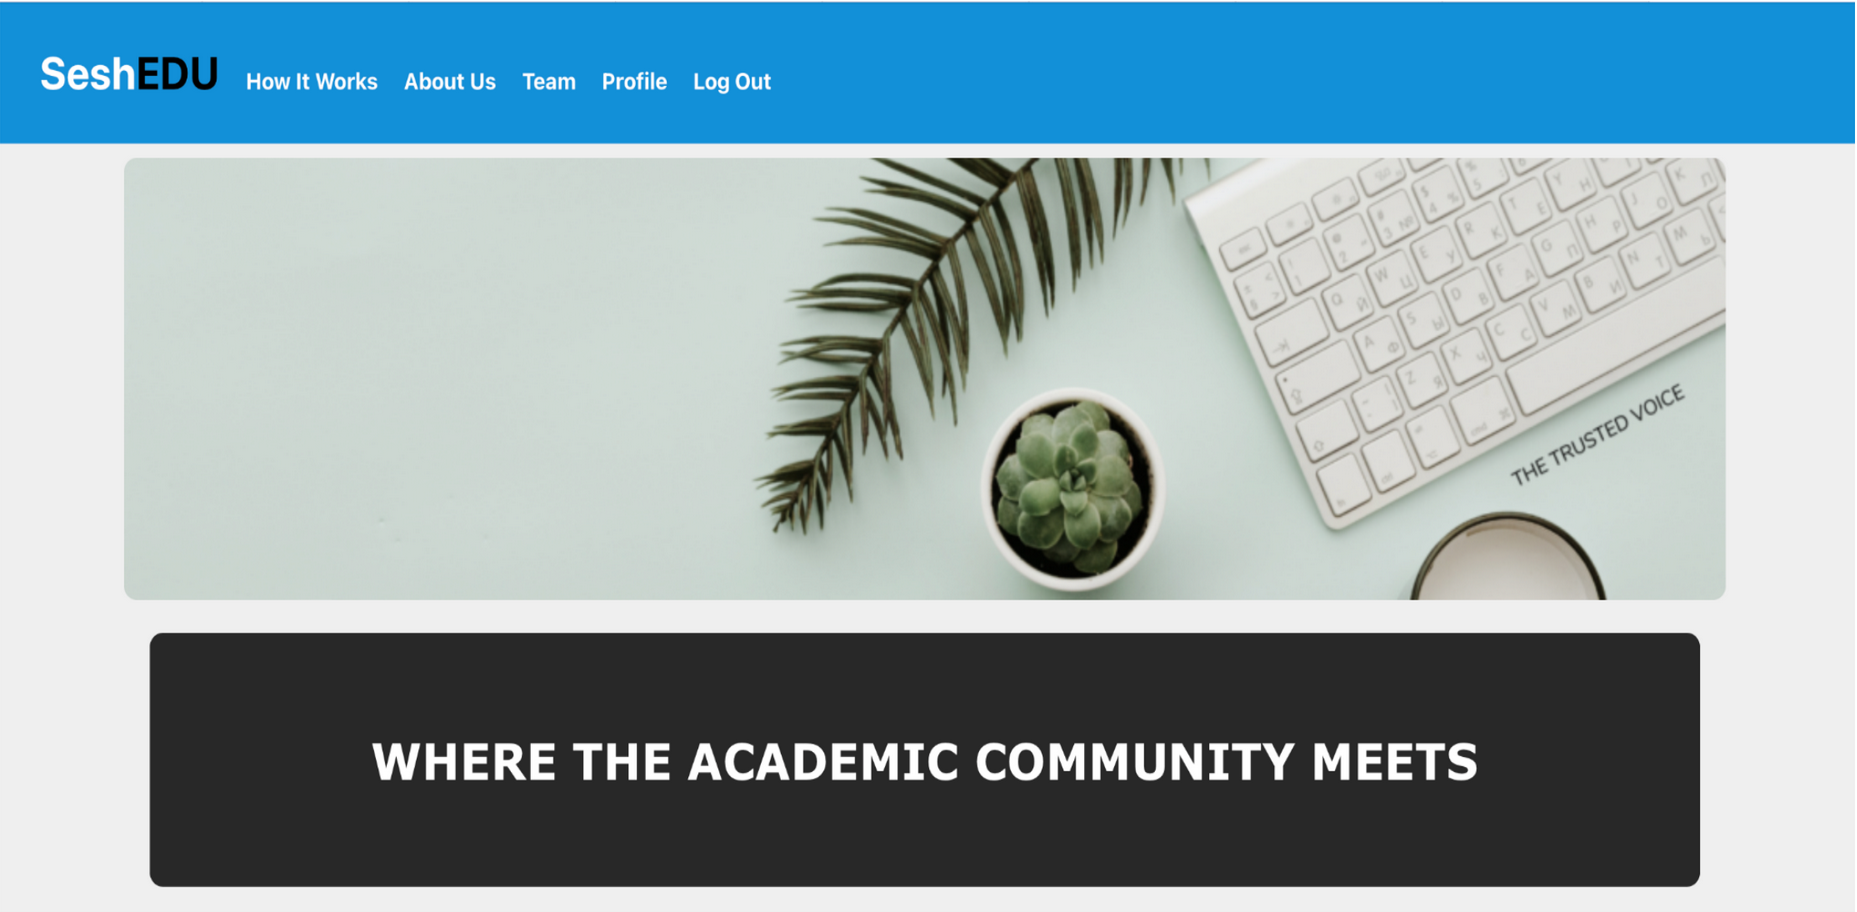 SeshEDU How It Works About Us Team Profile Log Out
THE TRUSTED VOICE
WHERE THE ACADEMIC COMMUNITY MEETS